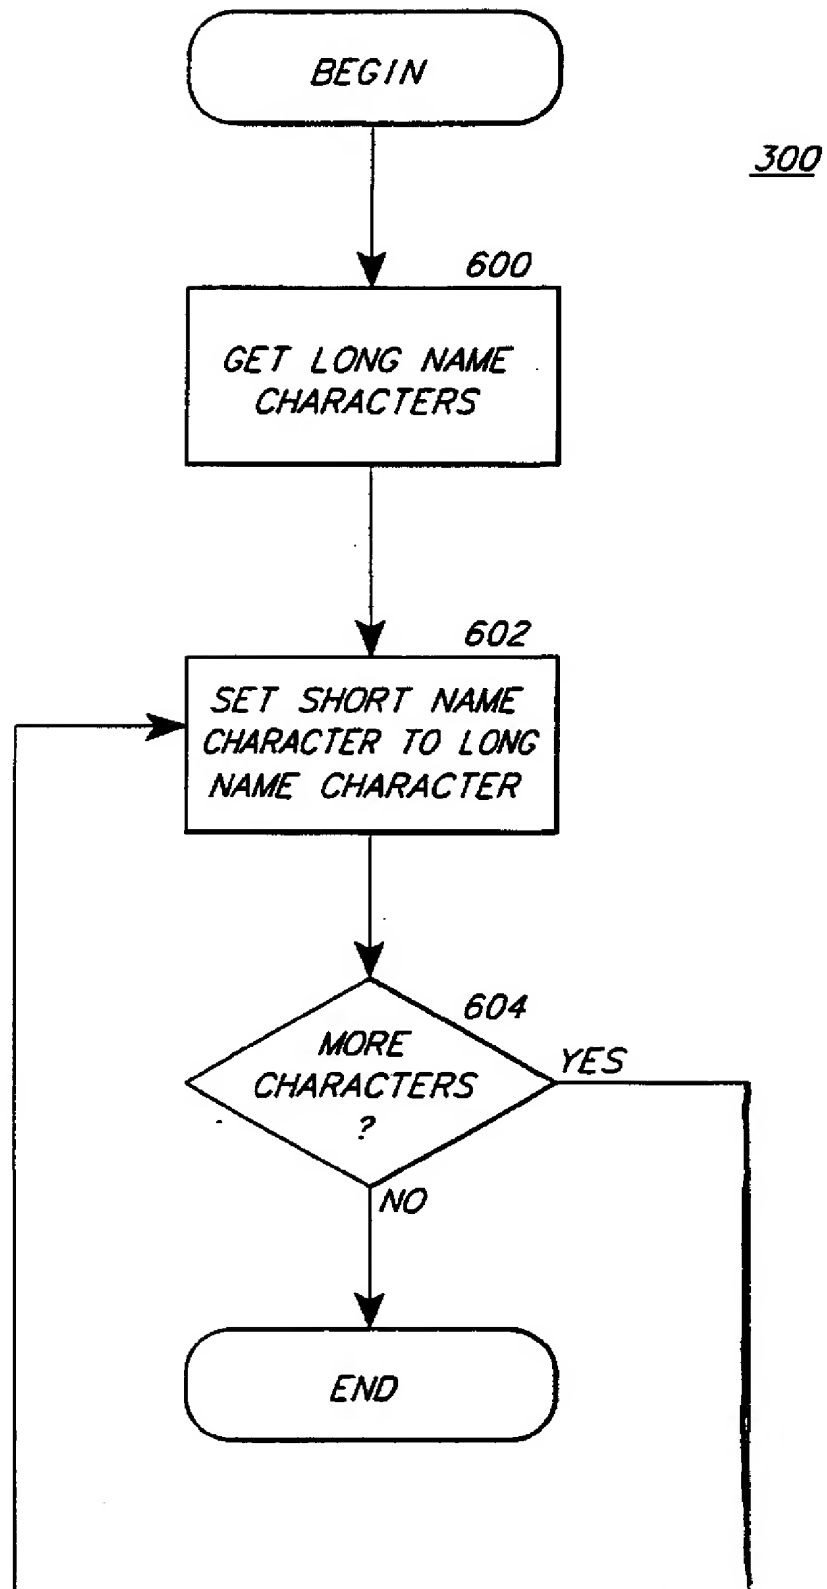 BEGIN
300
600
GET LONG NAME
CHARACTERS
602
SET SHORT NAME
CHARACTER TO LONG
NAME CHARACTER
604
MORE
CHARACTERS
?
YES
NO
END